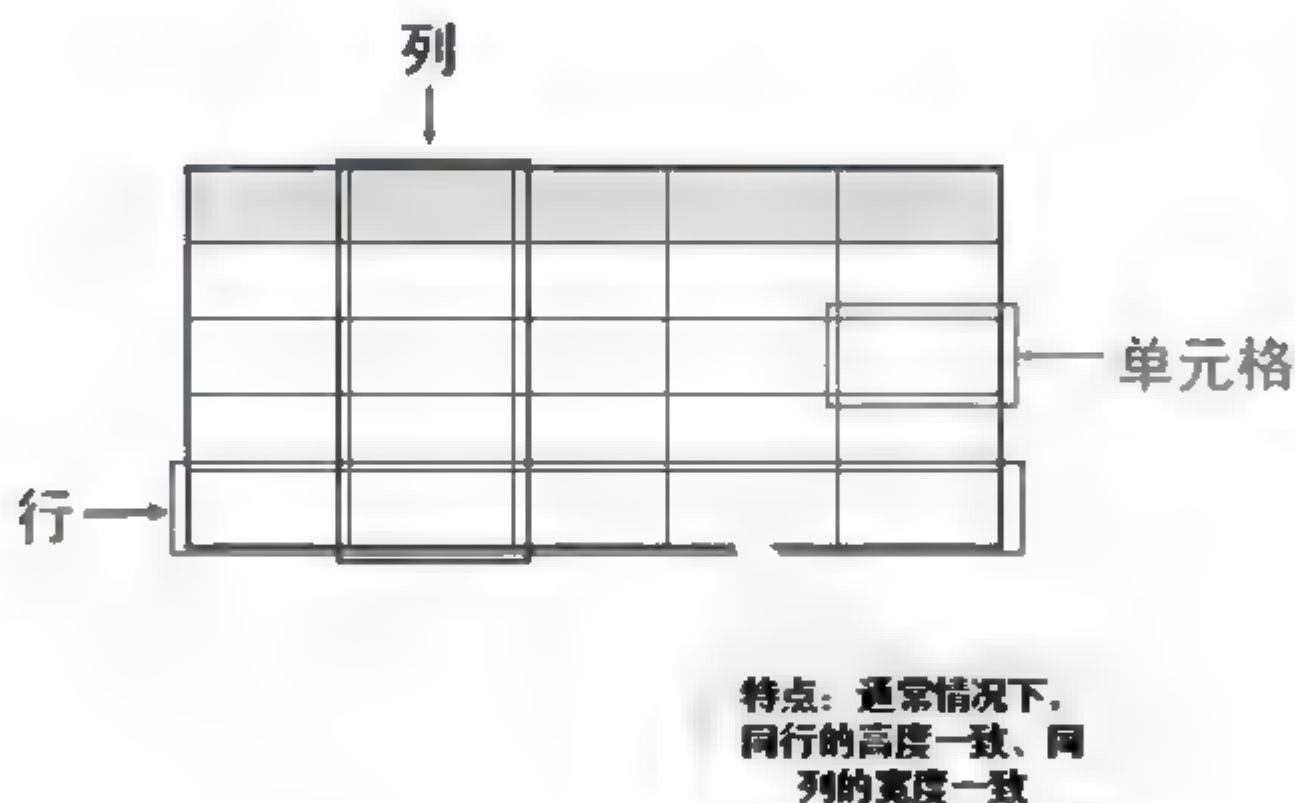 列
单元格
行
特点：通常情况下，
同行的高度一致、同
列的宽度一致